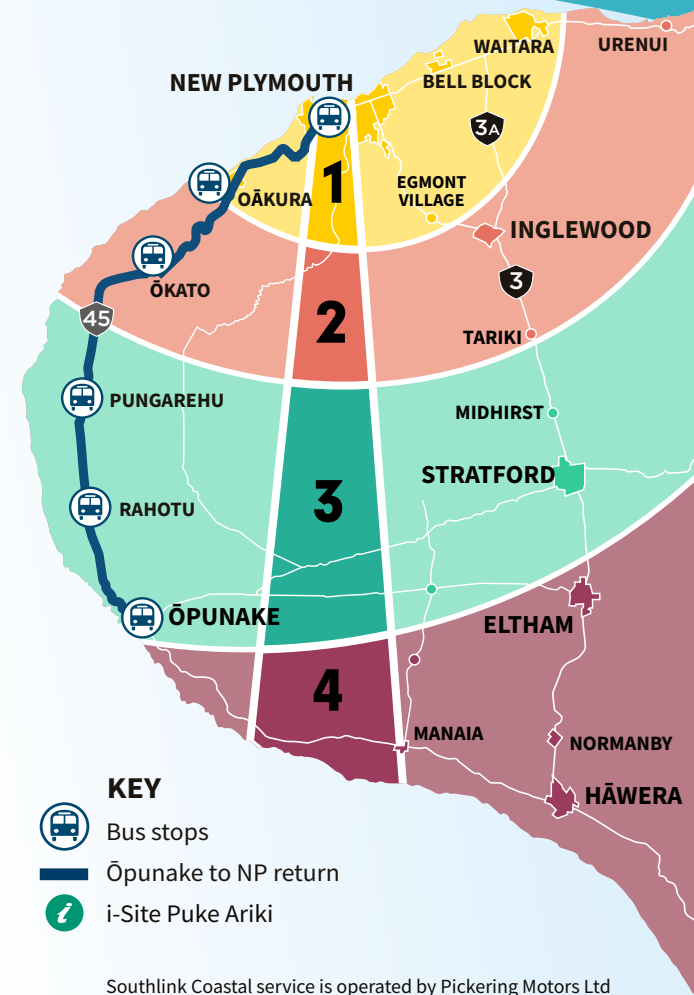 WAITARA
URENUI
NEW PLYMOUTH
BELL BLOCK
3A
1
EGMONT
VILLAGE
OĀKURA
INGLEWOOD
3
ŌKATO
45
2
TARIKI
PUNGAREHU
MIDHIRST
STRATFORD
3
RAHOTU
ŌPUNAKE
ELTHAM
4
MANAIA
NORMANBY
HĀWERA
KEY
Bus stops
Ōpunake to NP return
i
i-Site Puke Ariki
Southlink Coastal service is operated by Pickering Motors Ltd